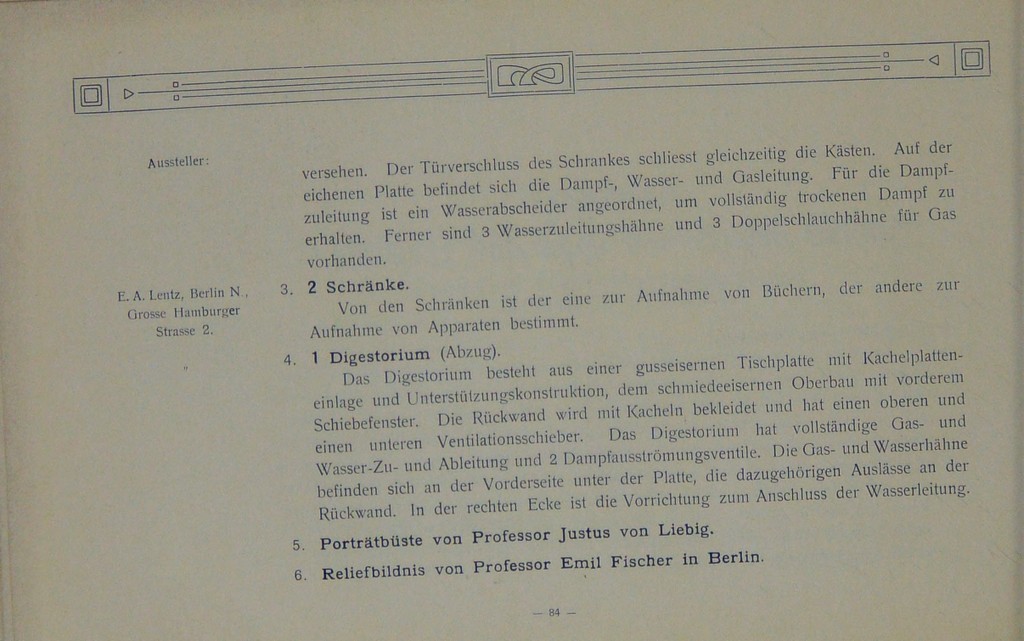 Aussteller:
versehen. Der Türverschluss des Schrankes schliesst gleichzeitig die Kästen. Auf der
eichenen Platte befindet sich die Dampf-, Wasser- und Gasleitung. Für die Dampf-
zuleitung ist ein Wasserabscheider angeordnet, um vollständig trockenen Dampf zu
erhalten. Ferner sind 3 Wasserzuleitungshähne und 3 Doppelschlauchhähne für Gas
vorhanden.
E. A. Lentz, Berlin N.,
Grosse Hamburger
Strasse 2.
3. 2 Schränke.
Von den Schränken ist der eine zur Aufnahme von Büchern, der andere zur
Aufnahme von Apparaten bestimmt.
"
4. 1 Digestorium (Abzug).
Das Digestorium besteht aus einer gusseisernen Tischplatte mit Kachelplatten-
einlage und Unterstützungskonstruktion, dem schmiedeeisernen Oberbau mit vorderem
Schiebefenster. Die Rückwand wird mit Kacheln bekleidet und hat einen oberen und
einen unteren Ventilationsschieber. Das Digestorium hat vollständige Gas- und
Wasser-Zu- und Ableitung und 2 Dampfausströmungsventile. Die Gas- und Wasserhähne
befinden sich an der Vorderseite unter der Platte, die dazugehörigen Auslässe an der
Rückwand. In der rechten Ecke ist die Vorrichtung zum Anschluss der Wasserleitung.
5. Porträtbüste von Professor Justus von Liebig.
6. Reliefbildnis von Professor Emil Fischer in Berlin.
— 84 —